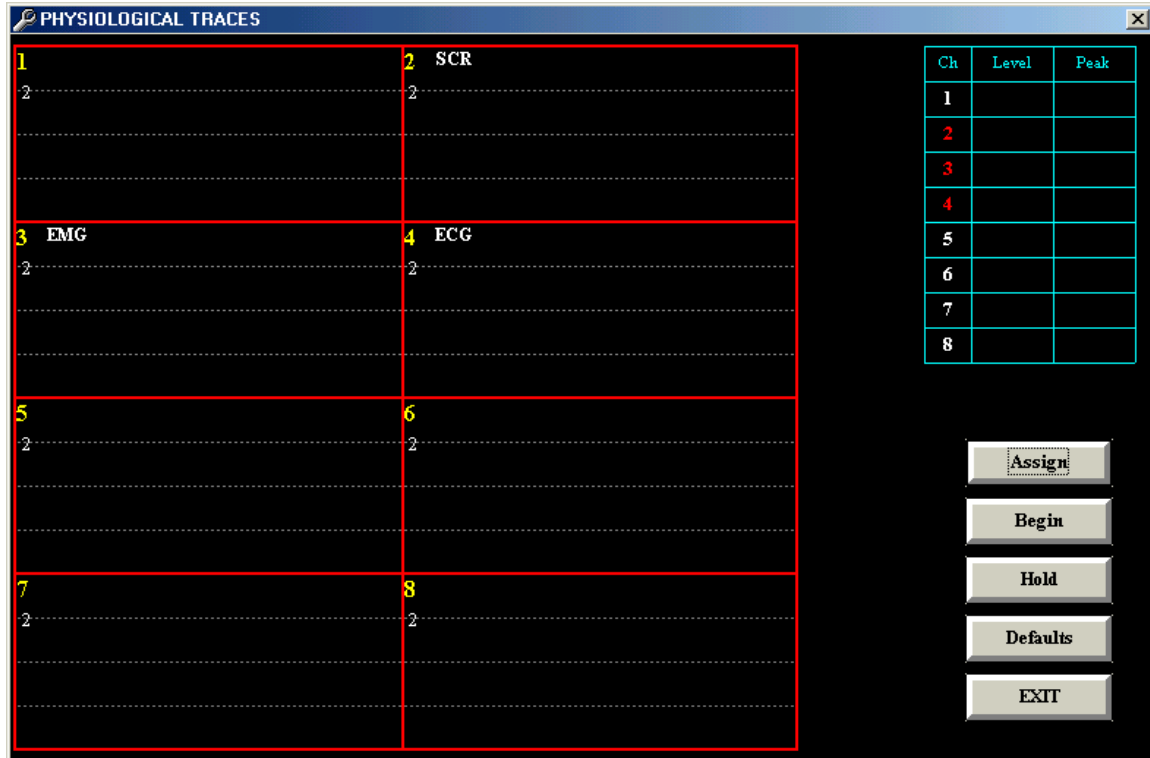 PHYSIOLOGICAL TRACES
1
2
2 SCR
2
3 EMG
2
4 ECG
2
5
2
6
2
7
2
8
2
Ch Level Peak
1
2
3
4
5
6
7
8
Assign
Begin
Hold
Defaults
EXIT